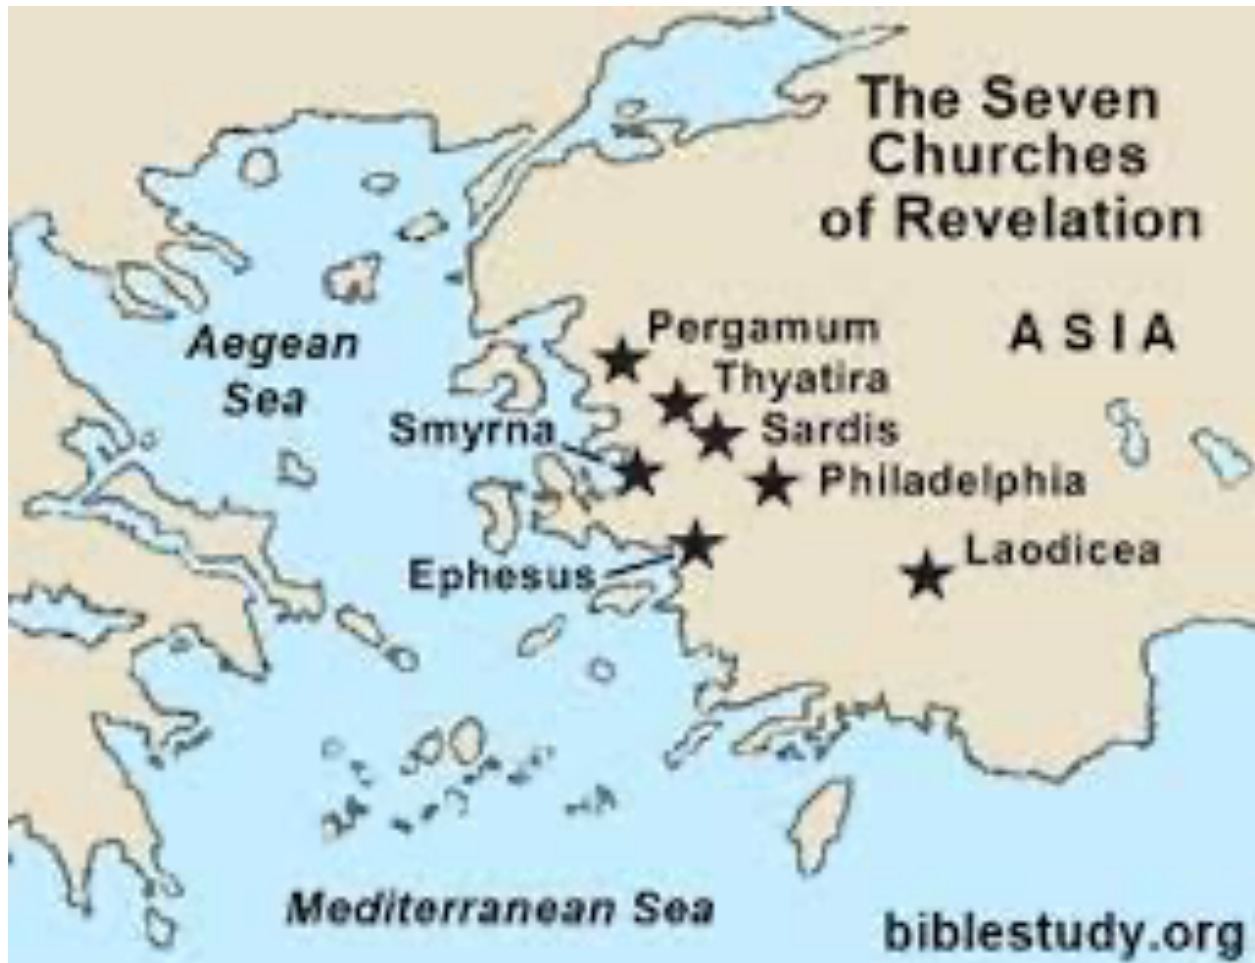 The Seven
Churches
of Revelation
Pergamum
ASIA
Aegean
Sea
Thyatira
Smyrna
Sardis
Philadelphia
Ephesus
Laodicea
Mediterranean Sea
biblestudy.org